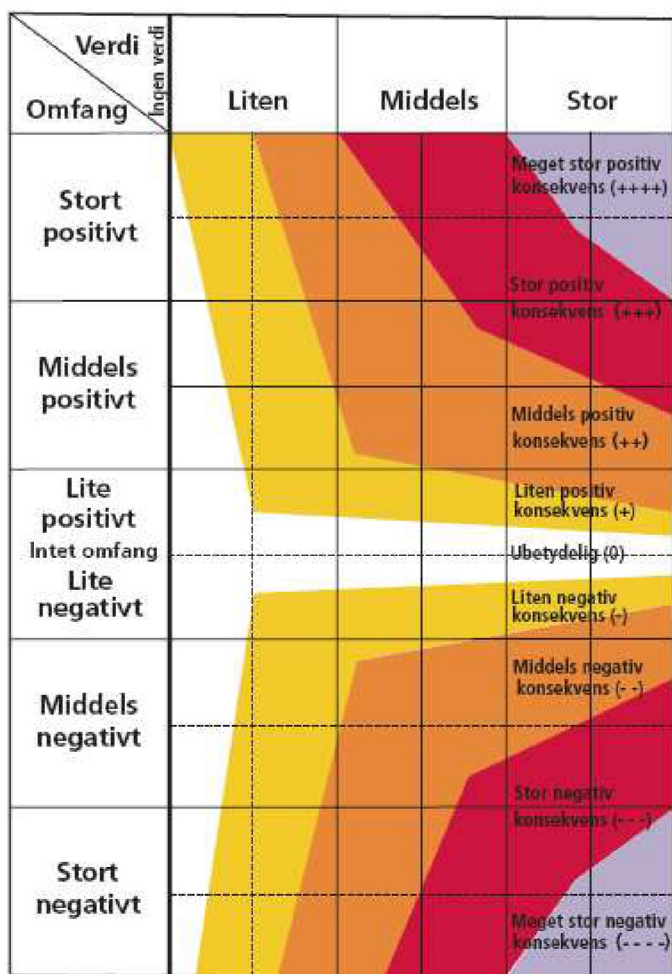 Verdi
Omfang
Ingen verdi
Liten
Middels
Stor
Stort
positivt
Meget stor positiv
konsekvens (++++)
Stor positiv
konsekvens (+++)
Middels
positivt
Middels positiv
konsekvens (++)
Lite
positivt
Intet omfang
Lite
negativt
Liten positiv
konsekvens (+)
Ubetydelig (0)
Liten negativ
konsekvens (-)
Middels
negativt
Middels negativ
konsekvens (- -)
Stor negativ
konsekvens (- - -)
Stort
negativt
Meget stor negativ
konsekvens (- - - -)